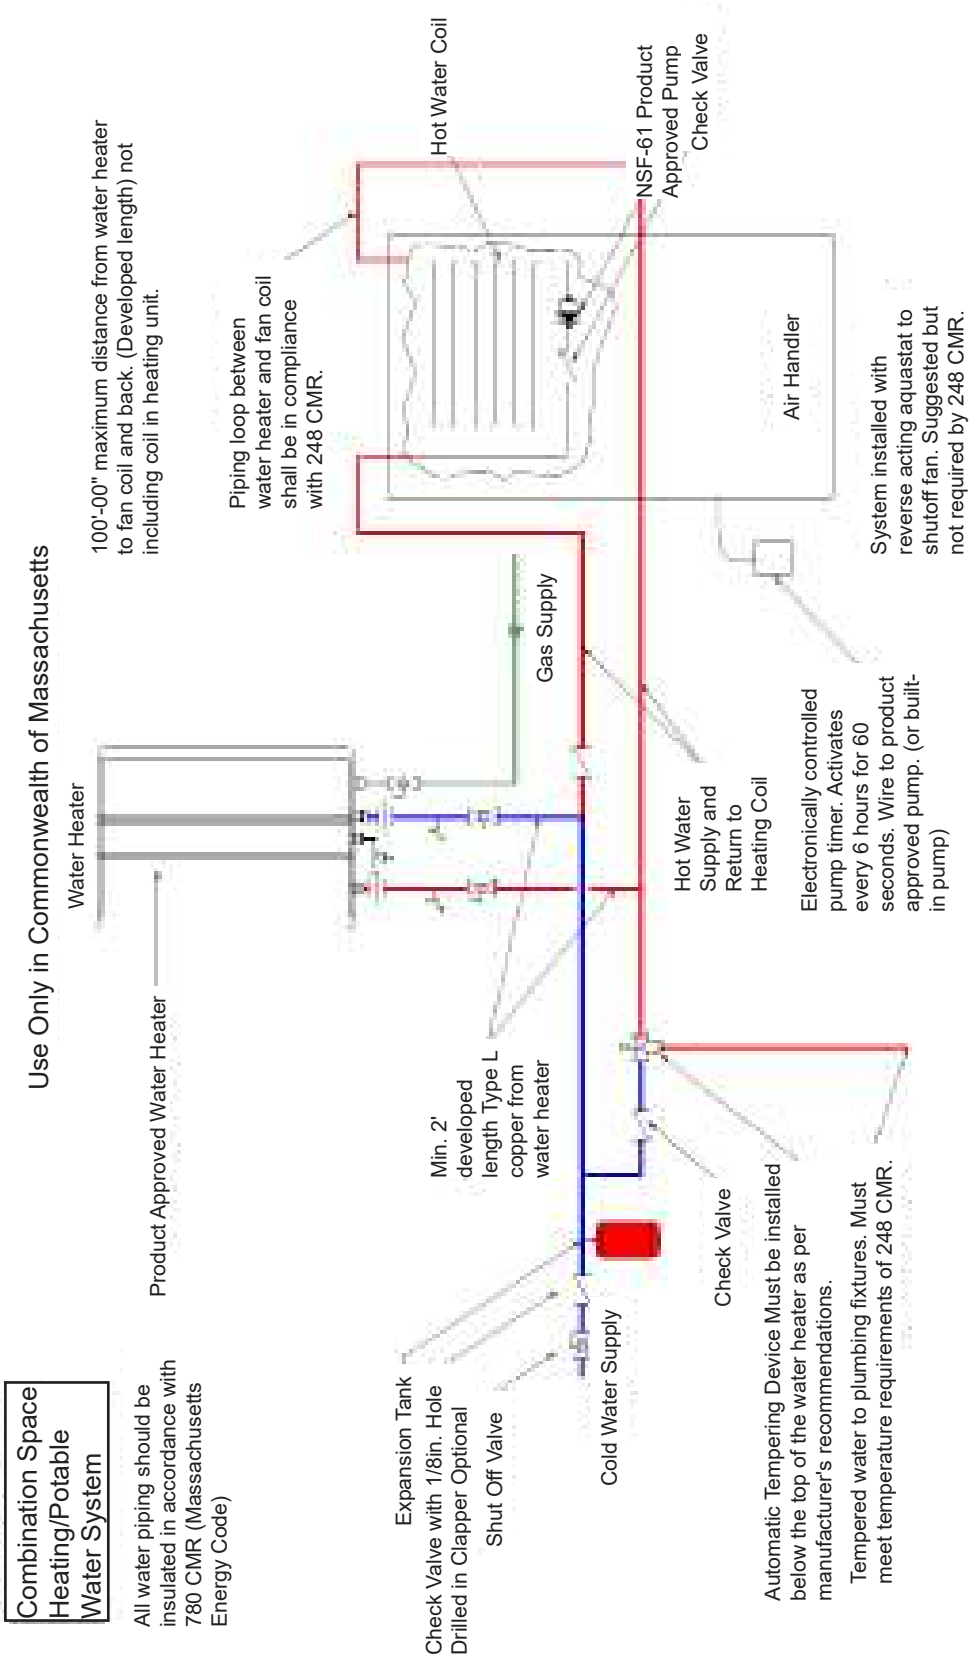 Use Only in Commonwealth of Massachusetts
Combination Space
Heating/Potable
Water System
All water piping should be
insulated in accordance with
780 CMR (Massachusetts
Energy Code)
Product Approved Water Heater
Water Heater
100'-00" maximum distance from water heater
to fan coil and back. (Developed length) not
including coil in heating unit.
Piping loop between
water heater and fan coil
shall be in compliance
with 248 CMR.
Hot Water Coil
NSF-61 Product
Approved Pump
Check Valve
Gas Supply
Min. 2'
developed
length Type L
copper from
water heater
Expansion Tank
Check Valve with 1/8in. Hole
Drilled in Clapper Optional
Shut Off Valve
Cold Water Supply
Check Valve
Hot Water
Supply and
Return to
Heating Coil
Air Handler
Automatic Tempering Device Must be installed
below the top of the water heater as per
manufacturer's recommendations.
Tempered water to plumbing fixtures. Must
meet temperature requirements of 248 CMR.
Electronically controlled
pump timer. Activates
every 6 hours for 60
seconds. Wire to product
approved pump. (or built-
in pump)
System installed with
reverse acting aquastat to
shutoff fan. Suggested but
not required by 248 CMR.